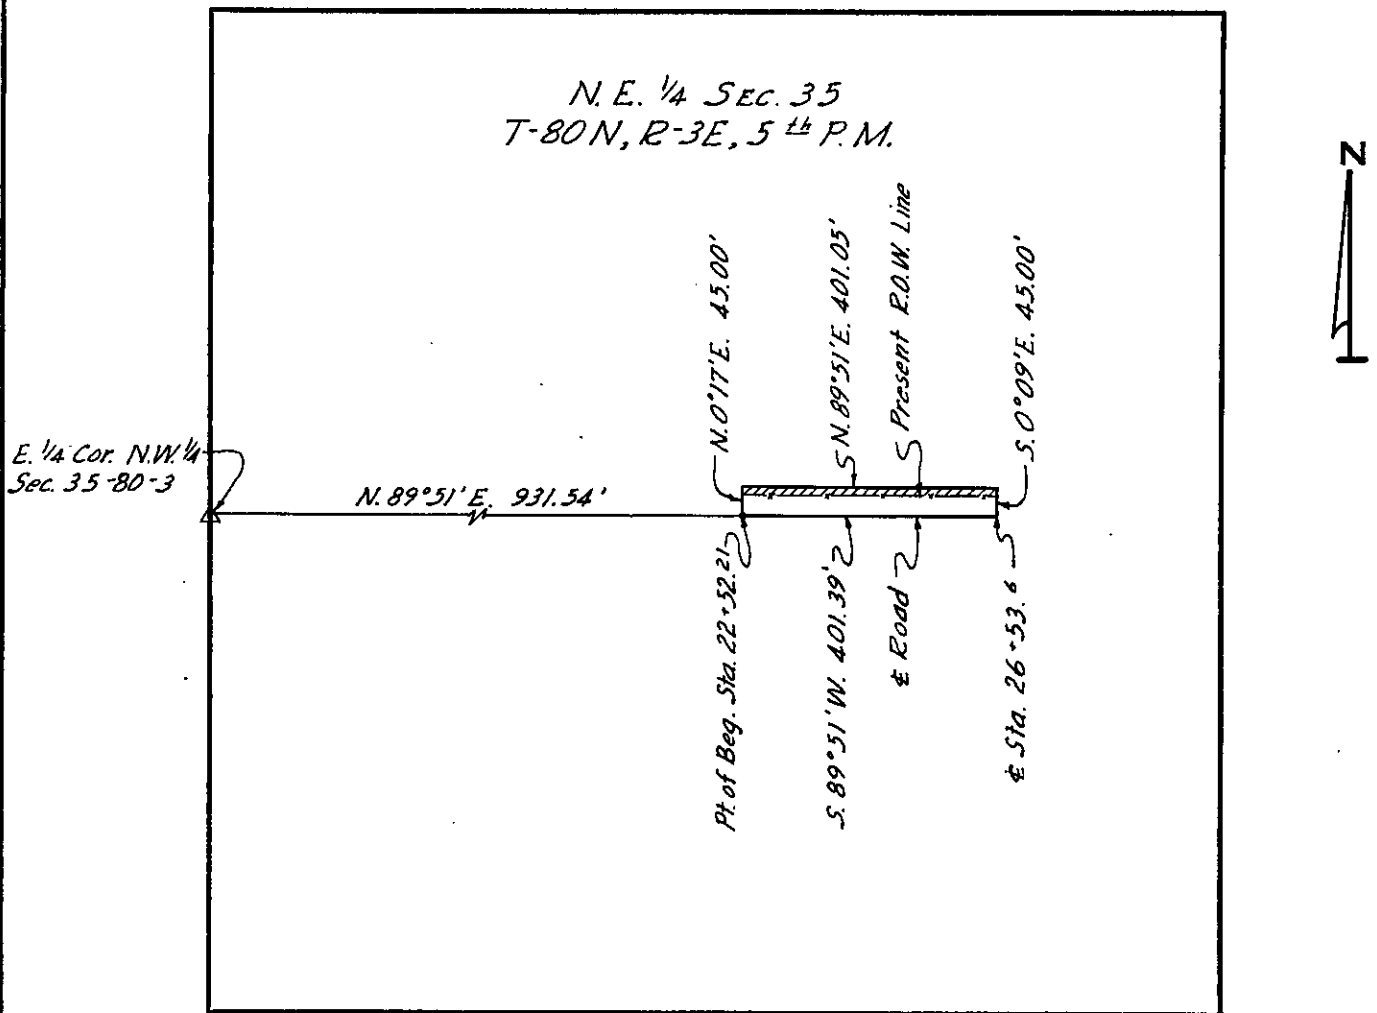 N.E. 1/4 SEC. 35
T-80N, R-3E, 5 th P.M.
N
N.0°17'E. 45.00'
N.89°51'E. 401.05'
Present R.O.W. Line
S.0°09'E. 45.00'
E. 1/4 Cor. N.W. 1/4
Sec. 35-80-3
N. 89°51' E. 931.54'
Pt. of Beg. Sta. 22+52.21
S. 89°51' W. 401.39'
℄ Road
℄ Sta. 26+53.6